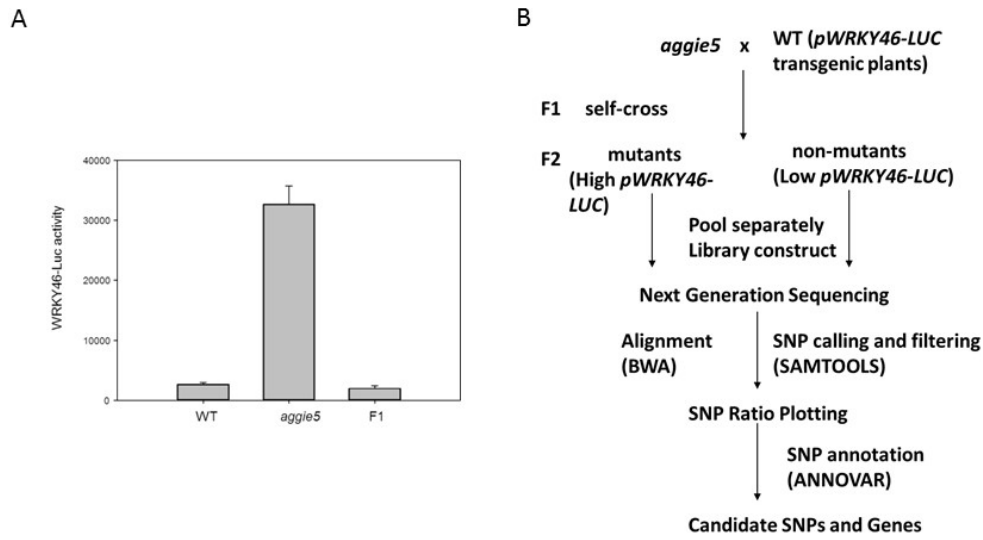 A
WRKY46-Luc activity
40000
30000
20000
10000
0
WT
aggie5
F1
B
aggie5 x WT (pWRKY46-LUC
transgenic plants)
F1 self-cross
F2
mutants
(High pWRKY46-
LUC)
non-mutants
(Low pWRKY46-LUC)
Pool separately
Library construct
Next Generation Sequencing
Alignment
(BWA)
SNP calling and filtering
(SAMTOOLS)
SNP Ratio Plotting
SNP annotation
(ANNOVAR)
Candidate SNPs and Genes